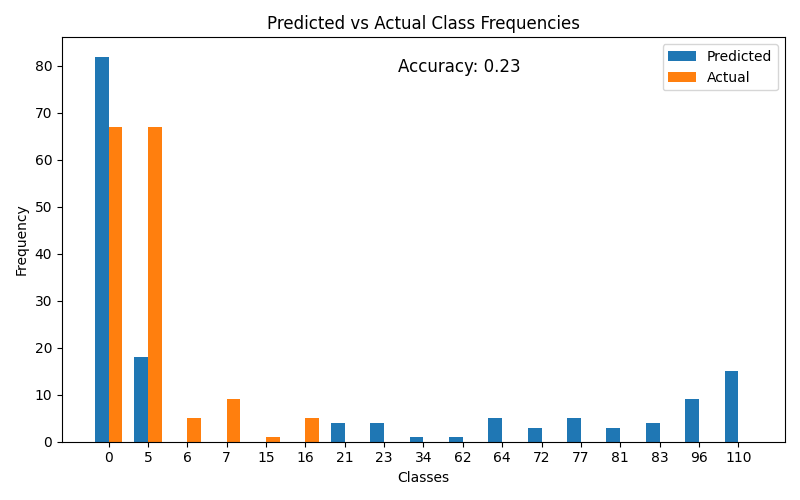 Predicted vs Actual Class Frequencies
Accuracy: 0.23
Predicted
Actual
Frequency
80
70
60
50
40
30
20
10
0
0 5 6 7 15 16 21 23 34 62 64 72 77 81 83 96 110
Classes